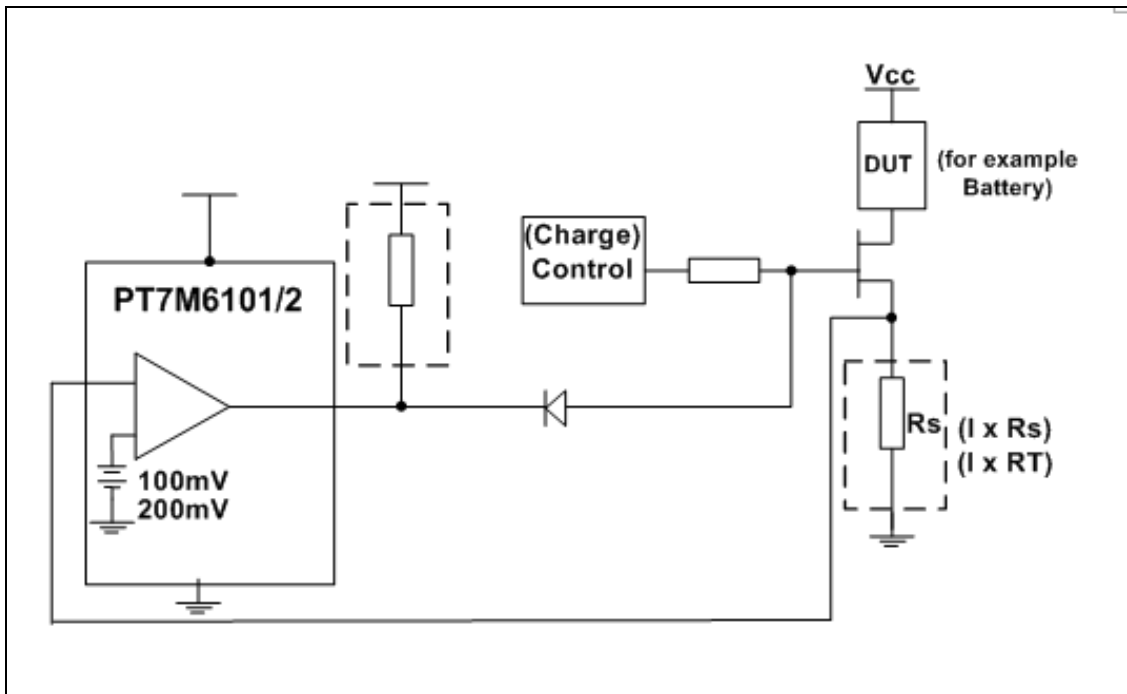 Vcc
DUT
(for example
Battery)
(Charge)
Control
PT7M6101/2
100mV
200mV
Rs
(I x Rs)
(I x RT)